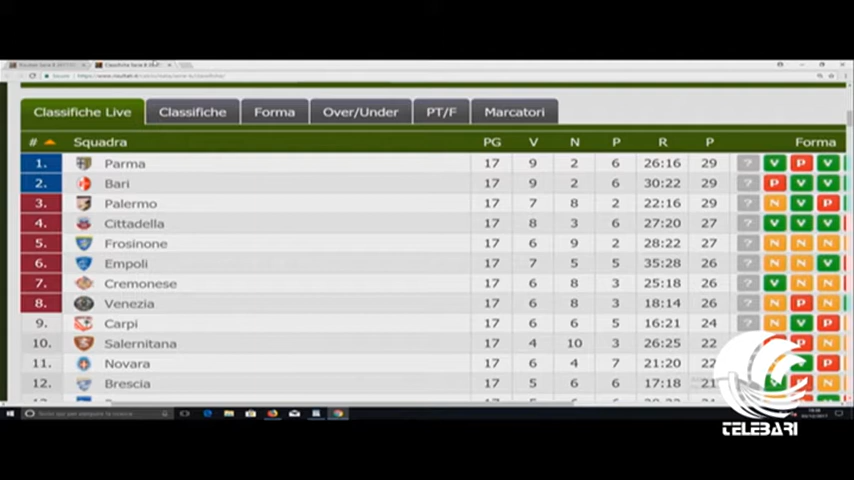 Classifiche Live Classifiche Forma Over/Under PT/F Marcatori
# Squadra PG V N P R P Forma
1. Parma 17 9 2 6 26:16 29 ? V P V
2. Bari 17 9 2 6 30:22 29 ? P V V
3. Palermo 17 7 8 2 22:16 29 ? N V P
4. Cittadella 17 8 3 6 27:20 27 ? V V V
5. Frosinone 17 6 9 2 28:22 27 ? N N N
6. Empoli 17 7 5 5 35:28 26 ? N N V
7. Cremonese 17 6 8 3 25:18 26 ? V N N
8. Venezia 17 6 8 3 18:14 26 ? N P N
9. Carpi 17 6 6 5 16:21 24 ? N V P
10. Salernitana 17 4 10 3 26:25 22 P N
11. Novara 17 6 4 7 21:20 22 P
12. Brescia 17 5 6 6 17:18 21 N
TELEBARI